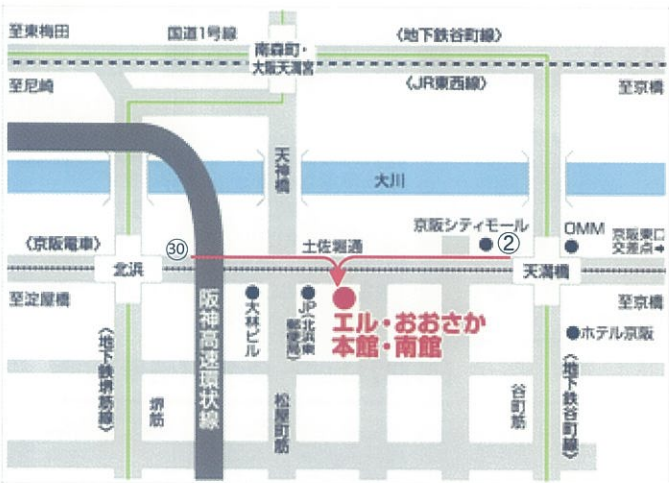 至東梅田
国道1号線
〈地下鉄谷町線〉
南森町・
大阪天満宮
至尼崎
〈JR東西線〉
至京橋
天神橋
大川
京阪シティモール
②
OMM
京阪東口
交差点➔
〈京阪電車〉
㉚
土佐堀通
北浜
天満橋
至淀屋橋
至京橋
阪神高速環状線
大林ビル
JP(北浜東
郵便局)
エル・おおさか
本館・南館
ホテル京阪
〈地下鉄堺筋線〉
堺筋
松屋町筋
谷町筋
〈地下鉄谷町線〉